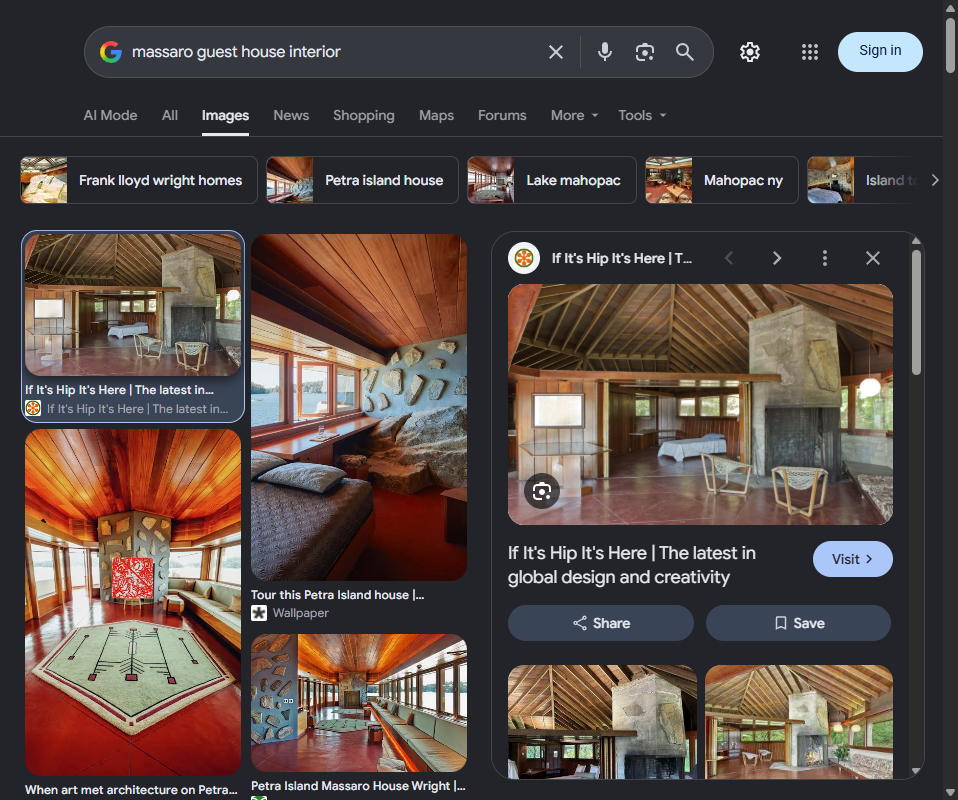 massaro guest house interior
Sign in
AI Mode All Images News Shopping Maps Forums More Tools
Frank lloyd wright homes
Petra island house
Lake mahopac
Mahopac ny
Island
If It's Hip It's Here | The latest in...
If It's Hip It's Here | The latest in...
When art met architecture on Petra...
Tour this Petra Island house |...
Wallpaper
Petra Island Massaro House Wright |...
If It's Hip It's Here | T...
If It's Hip It's Here | The latest in
global design and creativity
Visit
Share
Save